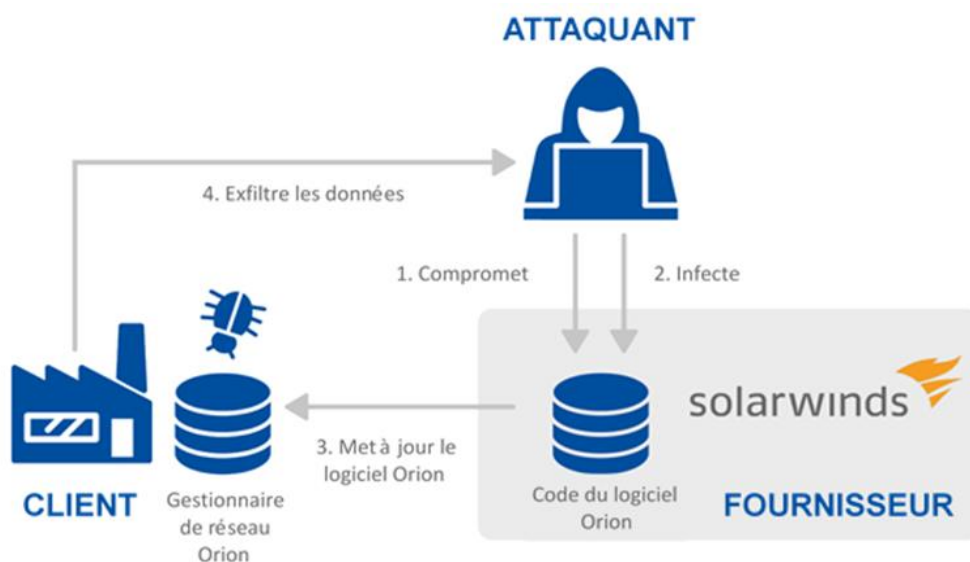 ATTAQUANT
4. Exfiltre les données
1. Compromet
2. Infecte
solarwinds
3. Met à jour le
logiciel Orion
CLIENT
Gestionnaire
de réseau
Orion
Code du logiciel
Orion
FOURNISSEUR